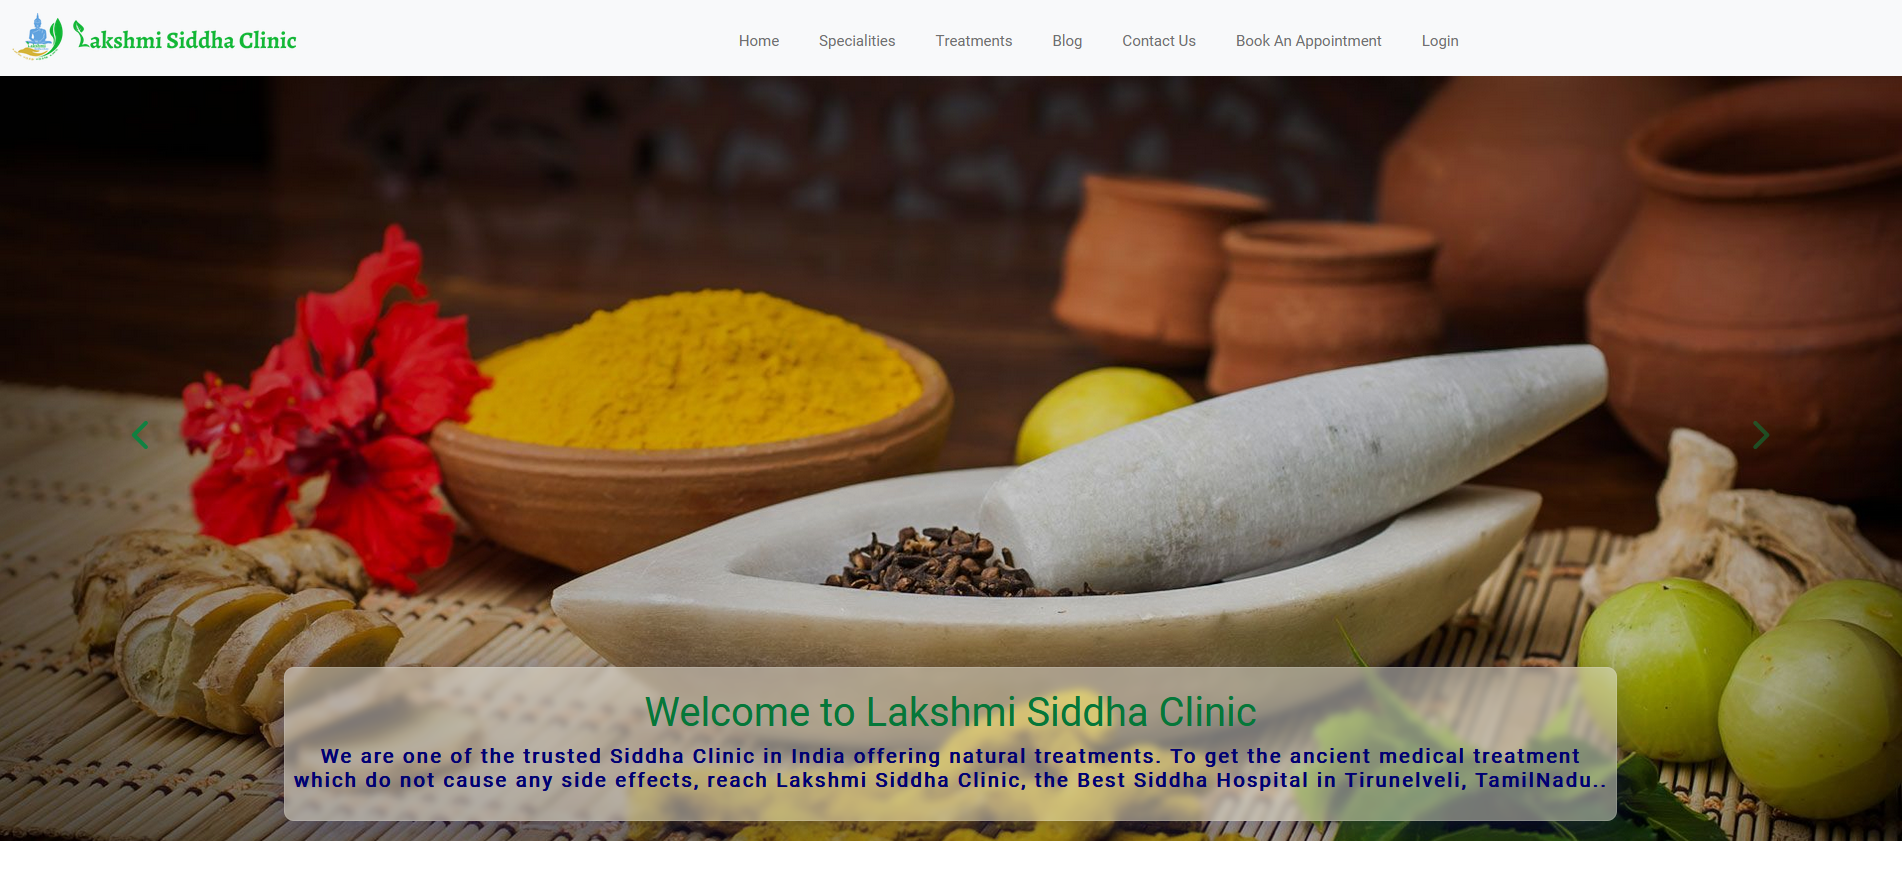 Lakshmi Siddha Clinic
Home Specialities Treatments Blog Contact Us Book An Appointment Login
Welcome to Lakshmi Siddha Clinic
We are one of the trusted Siddha Clinic in India offering natural treatments. To get the ancient medical treatment
which do not cause any side effects, reach Lakshmi Siddha Clinic, the Best Siddha Hospital in Tirunelveli, TamilNadu..